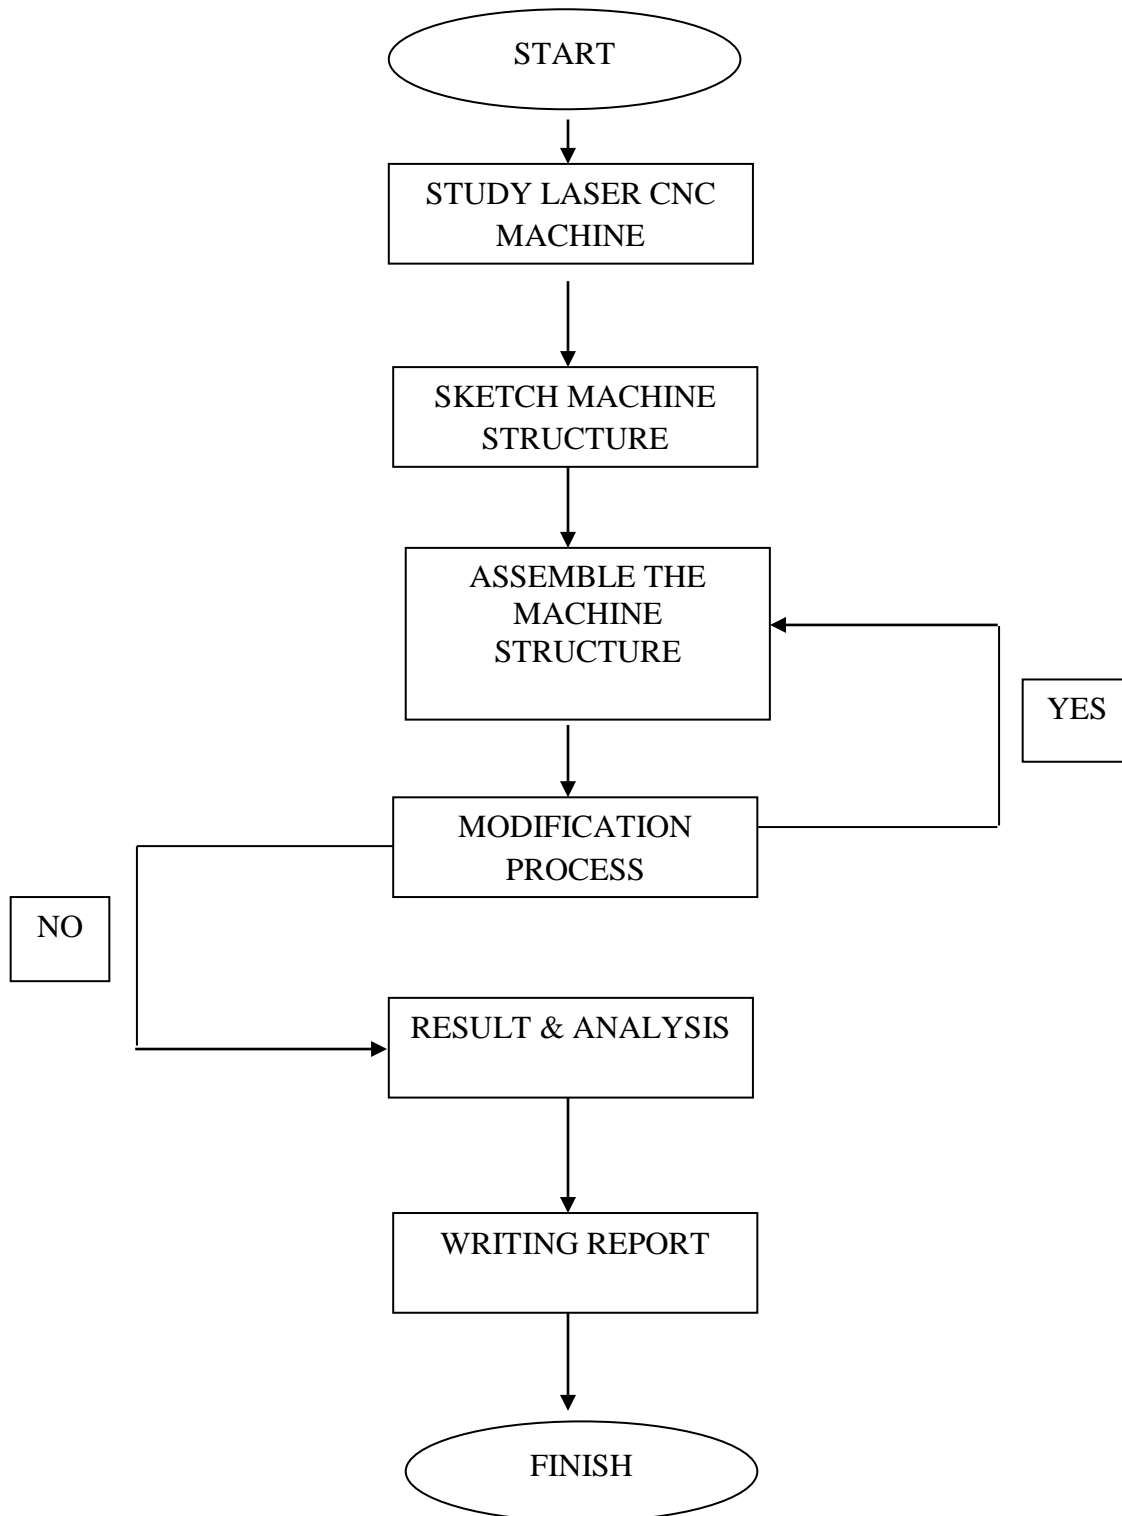 START
STUDY LASER CNC
MACHINE
SKETCH MACHINE
STRUCTURE
ASSEMBLE THE
MACHINE
STRUCTURE
YES
MODIFICATION
PROCESS
NO
RESULT & ANALYSIS
WRITING REPORT
FINISH